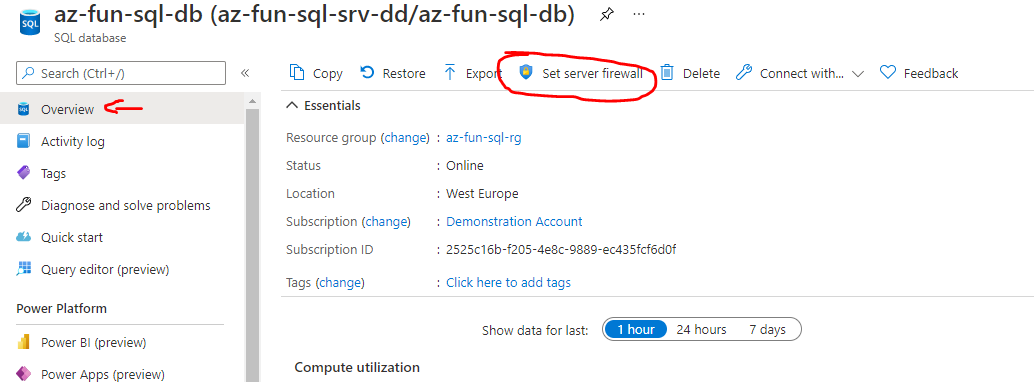 az-fun-sql-db (az-fun-sql-srv-dd/az-fun-sql-db)
SQL
SQL database
Search (Ctrl+/)
Copy Restore Export Set server firewall Delete Connect with... Feedback
Overview
Activity log
Tags
Diagnose and solve problems
Quick start
Query editor (preview)
Power Platform
Power BI (preview)
Power Apps (preview)
Essentials
Resource group (change) : az-fun-sql-rg
Status : Online
Location : West Europe
Subscription (change) : Demonstration Account
Subscription ID : 2525c16b-f205-4e8c-9889-ec435fcf6d0f
Tags (change) : Click here to add tags
Show data for last: 1 hour 24 hours 7 days
Compute utilization